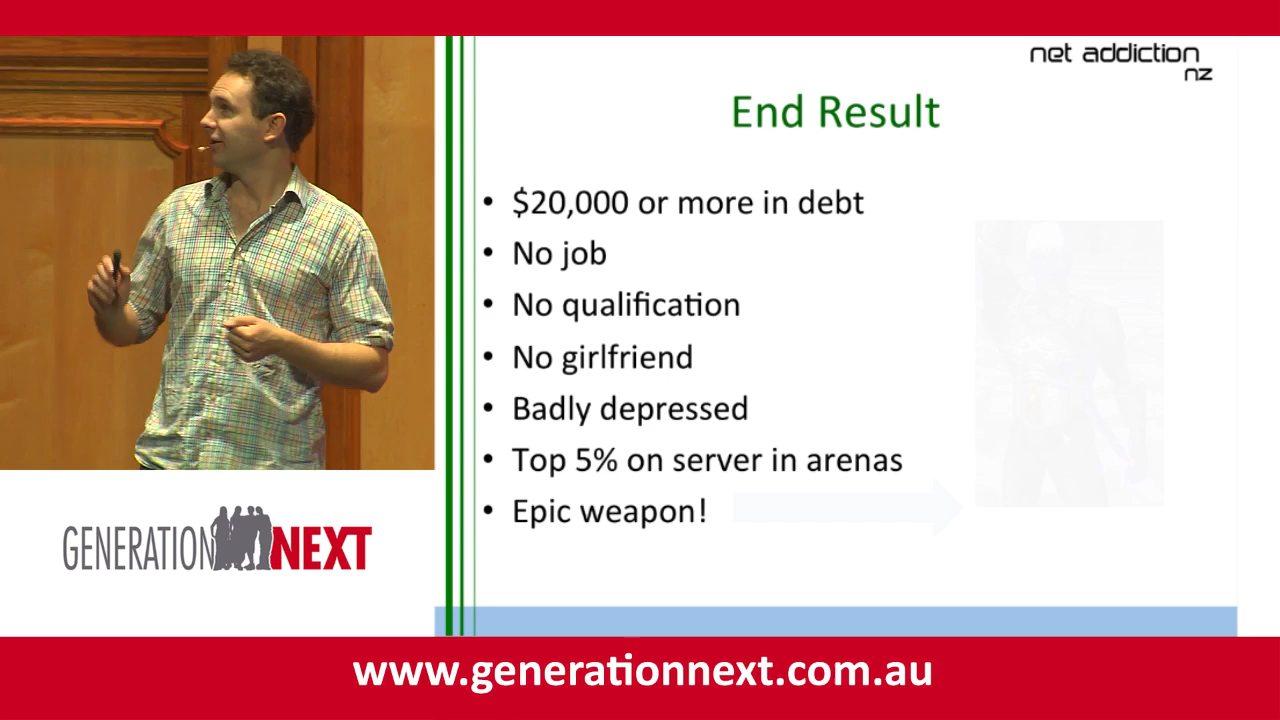 net addiction
nz
End Result
• $20,000 or more in debt
• No job
• No qualification
• No girlfriend
• Badly depressed
• Top 5% on server in arenas
• Epic weapon!
GENERATION NEXT
www.generationnext.com.au